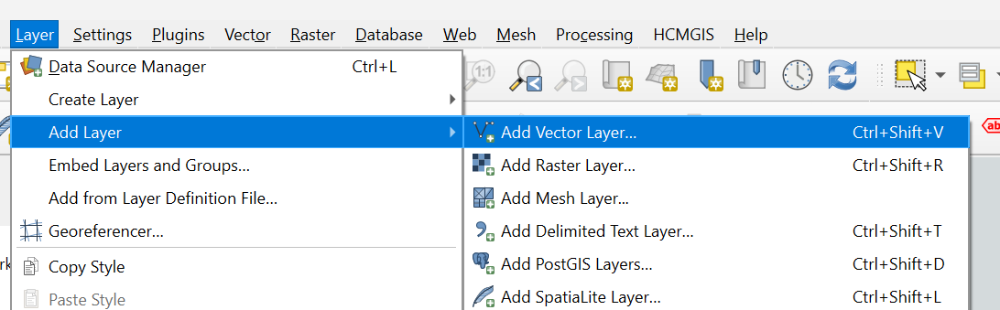 Layer Settings Plugins Vector Raster Database Web Mesh Processing HCMGIS Help
Data Source Manager Ctrl+L
1:1
Create Layer
Add Layer
Add Vector Layer... Ctrl+Shift+V
Embed Layers and Groups...
Add Raster Layer... Ctrl+Shift+R
Add from Layer Definition File...
Add Mesh Layer...
Georeferencer...
Add Delimited Text Layer... Ctrl+Shift+T
Copy Style
Add PostGIS Layers... Ctrl+Shift+D
Paste Style
Add SpatiaLite Layer... Ctrl+Shift+L